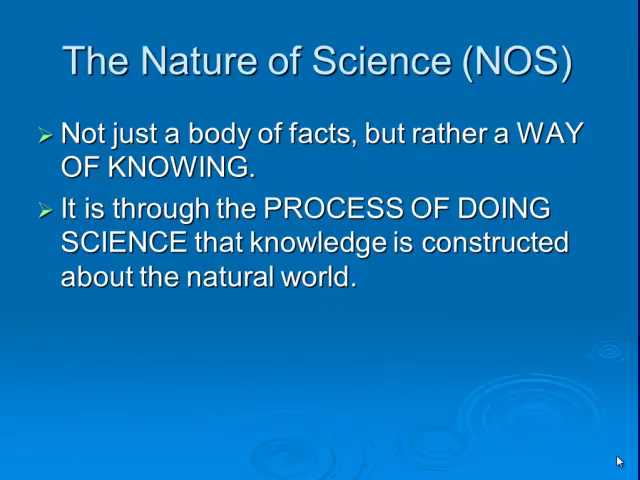 The Nature of Science (NOS)
Not just a body of facts, but rather a WAY
OF KNOWING.
It is through the PROCESS OF DOING
SCIENCE that knowledge is constructed
about the natural world.